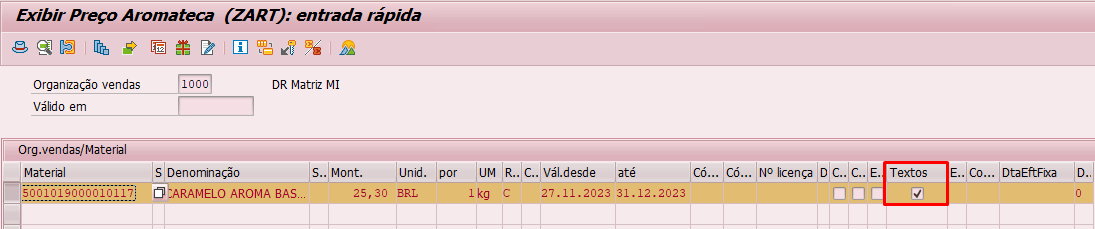 Exibir Preço Aromateca (ZART): entrada rápida
Organização vendas 1000 DR Matriz MI
Válido em
Org.vendas/Material
Material S Denominação S.. Mont. Unid. por UM R.. C.. Vál.desde até Có... Có... Nº licença D C.. C.. E.. Textos E.. Co... DtaEftFixa D..
5001019000010117 CARAMELO AROMA BAS... 25,30 BRL 1 kg C 27.11.2023 31.12.2023 0